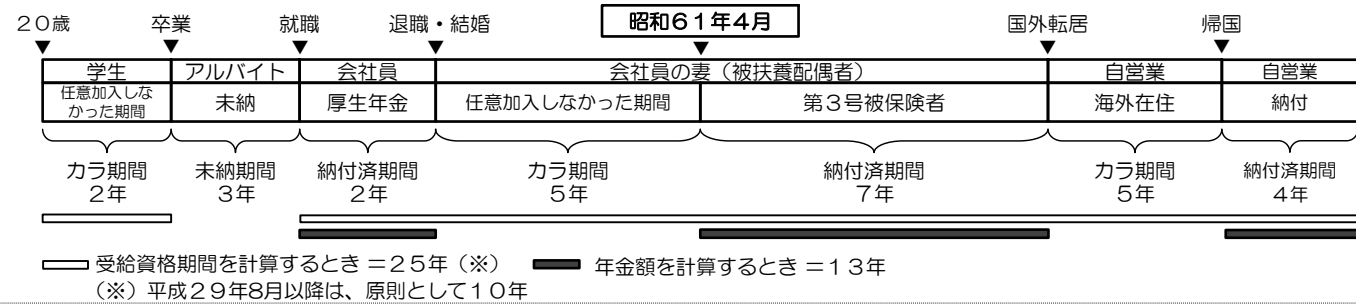 20歳 卒業 就職 退職・結婚 昭和61年4月 国外転居 帰国
▼ ▼ ▼ ▼ ▼ ▼ ▼
学生 アルバイト 会社員 会社員の妻（被扶養配偶者） 自営業 自営業
任意加入しな
かった期間 未納 厚生年金 任意加入しなかった期間 第3号被保険者 海外在住 納付
カラ期間 未納期間 納付済期間 カラ期間 納付済期間 カラ期間 納付済期間
2年 3年 2年 5年 7年 5年 4年
受給資格期間を計算するとき ＝25年（※） 年金額を計算するとき ＝13年
（※）平成29年8月以降は、原則として10年